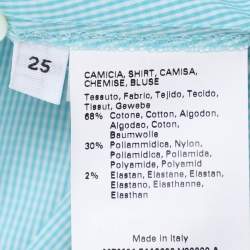 25
CAMICIA, SHIRT, CAMISA,
CHEMISE, BLUSE
Tessuto, Fabric, Tejido, Tecido,
Tissut, Gewebe
68% Cotone, Cotton, Algodon,
Algodao, Coton,
Baumwolle
30% Poliammidica, Nylon,
Poliamidica, Poliamida,
Polyamide, Polyamid
2% Elastan, Elastane, Elastan,
Elastano, Elasthanne,
Elasthan
Made in Italy